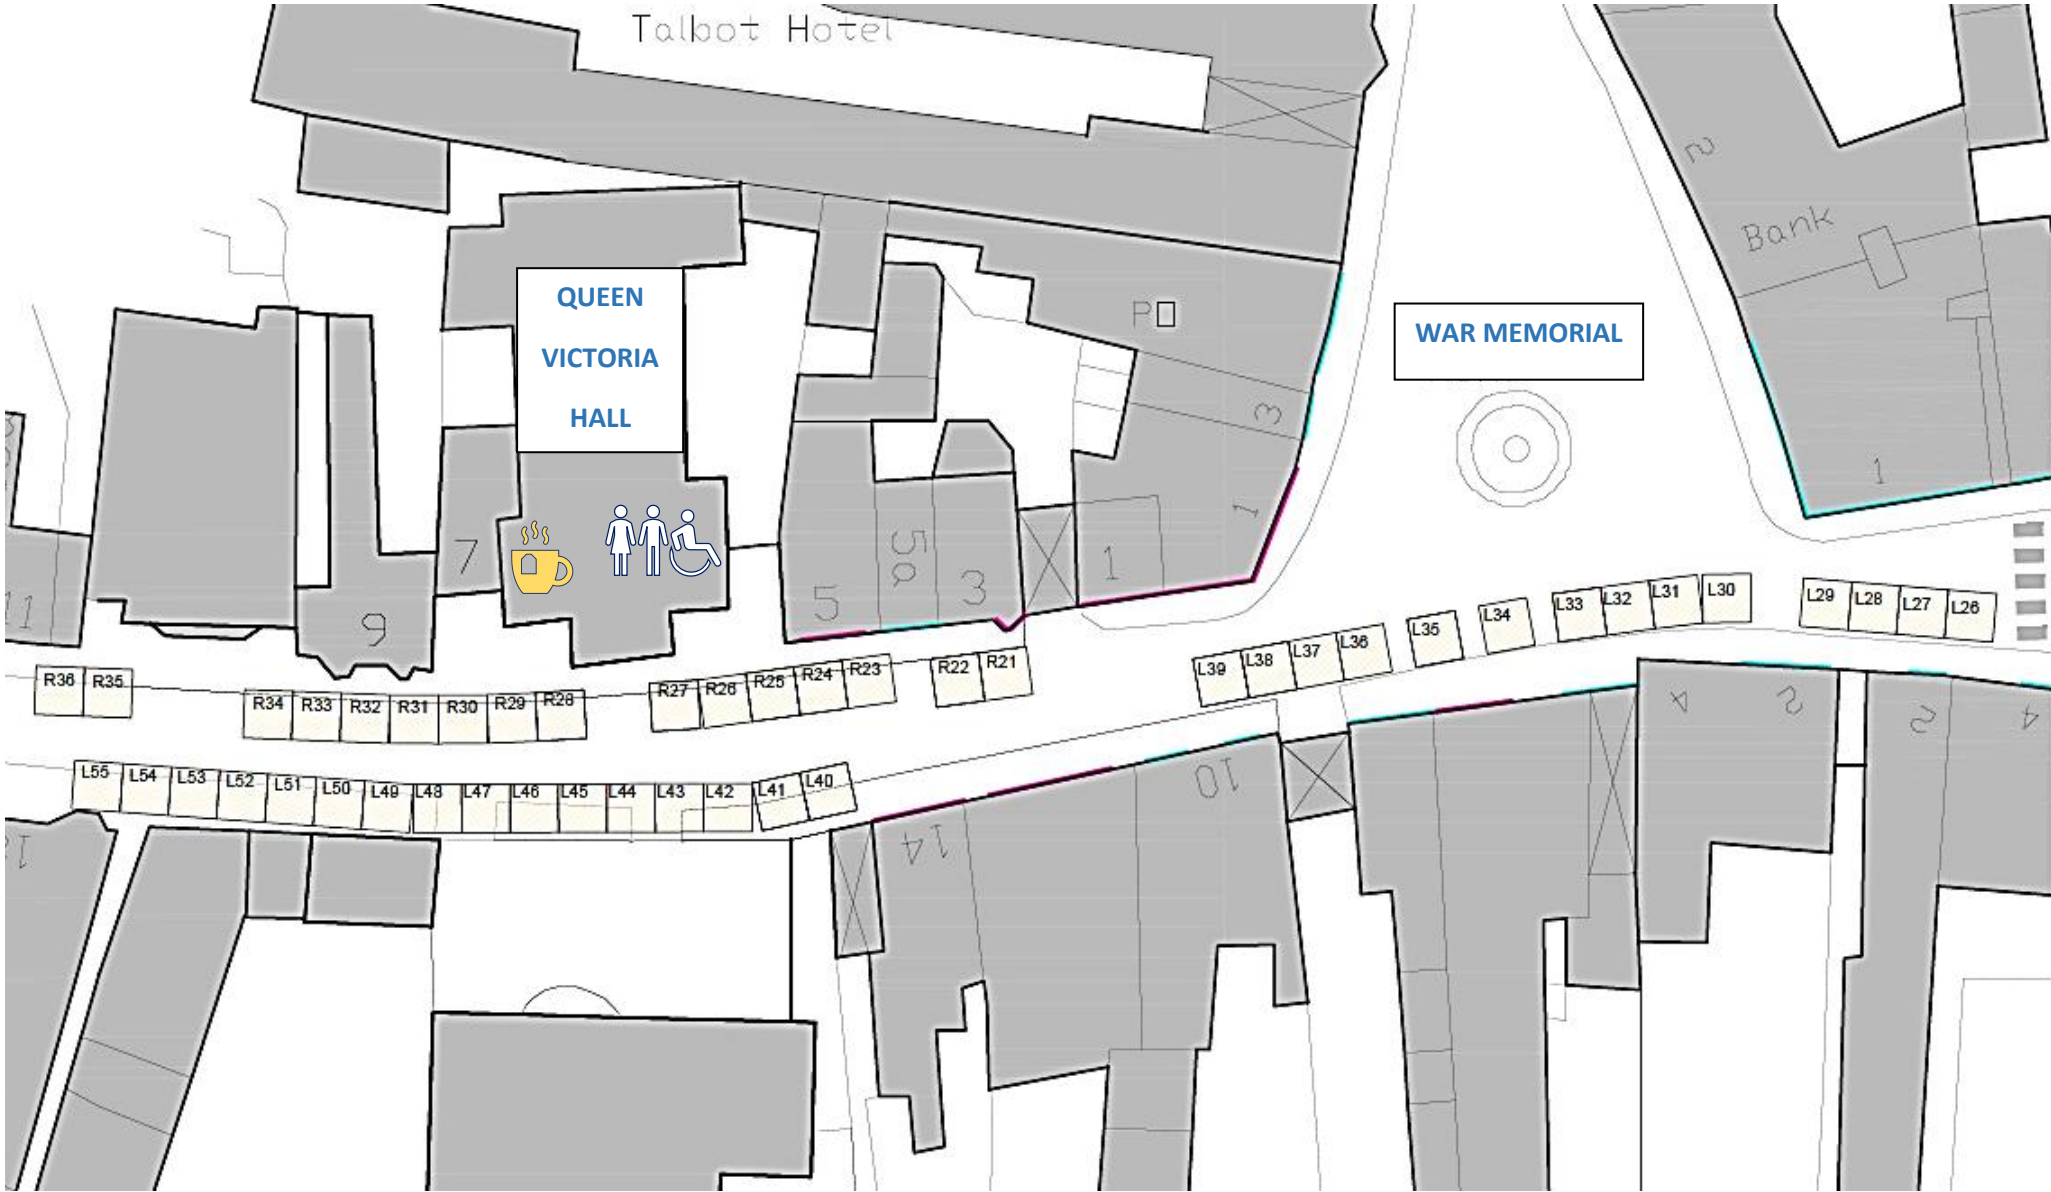 Talbot Hotel
2
Bank
QUEEN
VICTORIA
HALL
PO
WAR MEMORIAL
3
1
1
1
7
9
11
5
5a
3
L33 L32 L31 L30
L29 L28 L27 L26
L39 L38 L37 L36
L35
L34
R36 R35
R34 R33 R32 R31 R30 R29 R28
R27 R26 R25 R24 R23
R22 R21
4
2
2
4
L55 L54 L53 L52 L51 L50 L49 L48 L47 L46 L45 L44 L43 L42 L41 L40
10
14